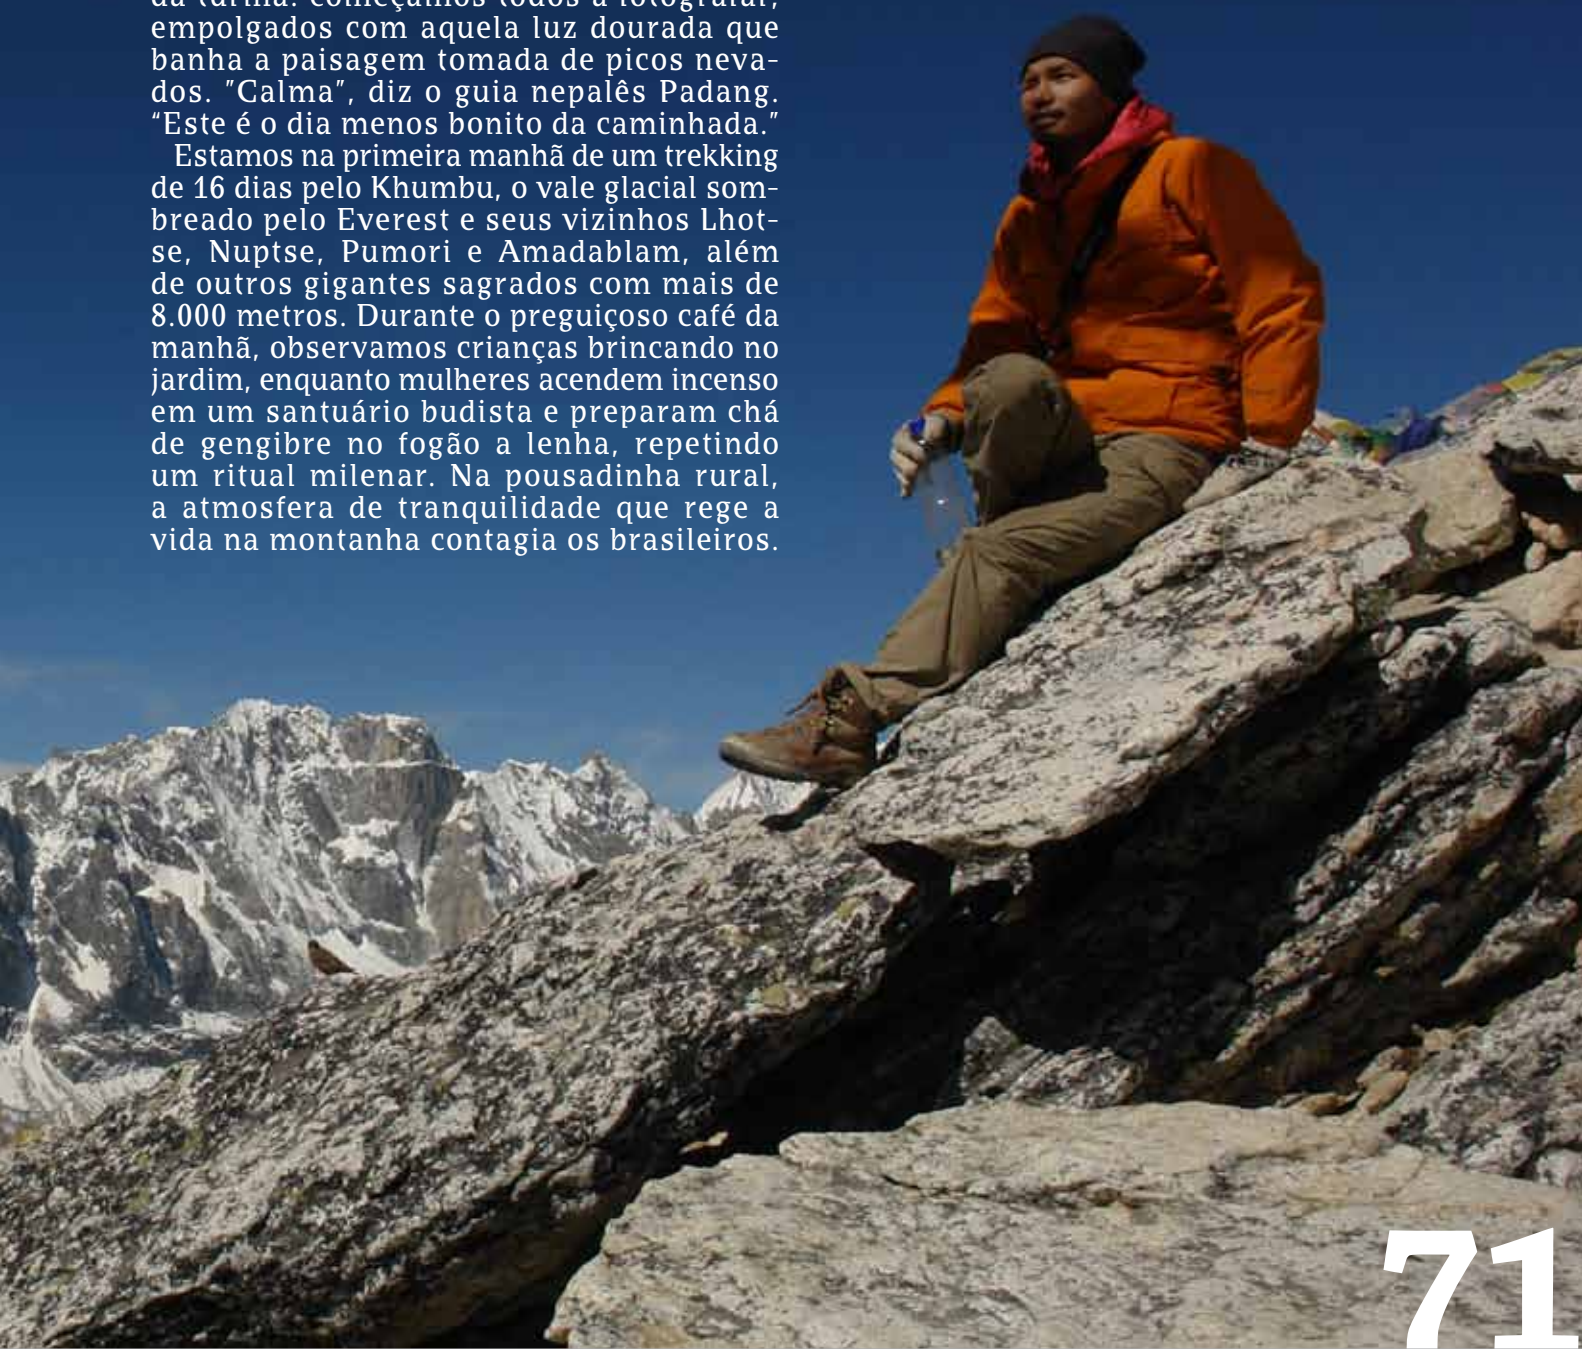 empolgados com aquela luz dourada que
banha a paisagem tomada de picos neva-
dos. "Calma", diz o guia nepalês Padang.
“Este é o dia menos bonito da caminhada."
Estamos na primeira manhã de um trekking
de 16 dias pelo Khumbu, o vale glacial som-
breado pelo Everest e seus vizinhos Lhot-
se, Nuptse, Pumori e Amadablam, além
de outros gigantes sagrados com mais de
8.000 metros. Durante o preguiçoso café da
manhã, observamos crianças brincando no
jardim, enquanto mulheres acendem incenso
em um santuário budista e preparam chá
de gengibre no fogão a lenha, repetindo
um ritual milenar. Na pousadinha rural,
a atmosfera de tranquilidade que rege a
vida na montanha contagia os brasileiros.
71